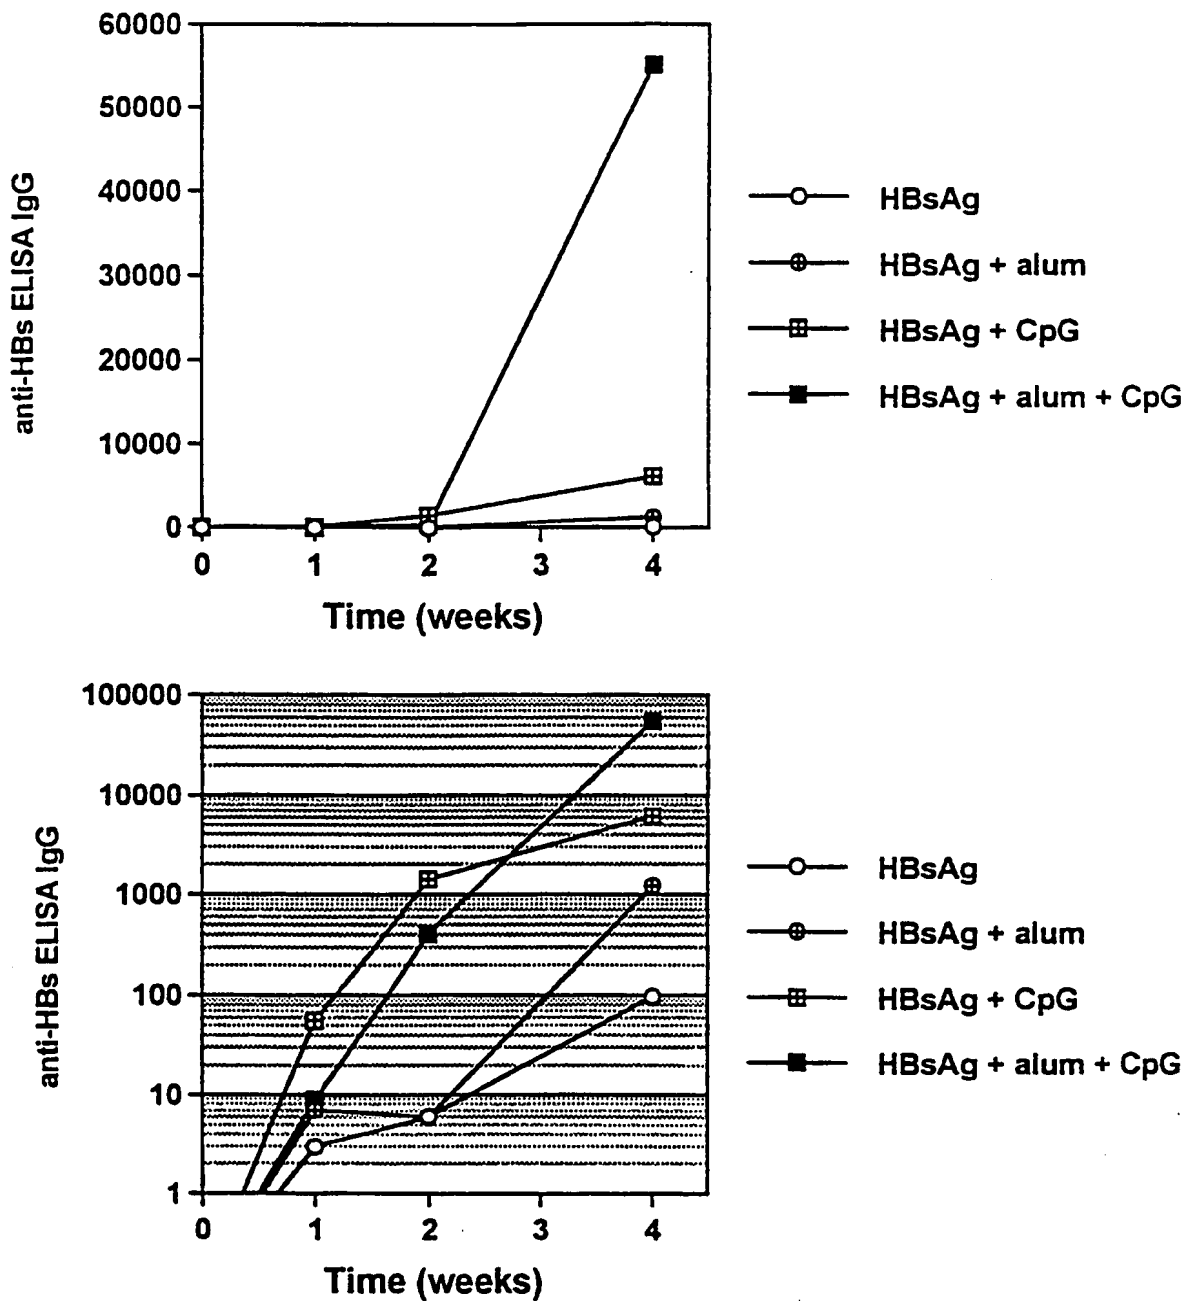 60000
50000
40000
30000
20000
10000
0
anti-HBs ELISA IgG
0 1 2 3 4
Time (weeks)
HBsAg
HBsAg + alum
HBsAg + CpG
HBsAg + alum + CpG
100000
10000
1000
100
10
1
anti-HBs ELISA IgG
0 1 2 3 4
Time (weeks)
HBsAg
HBsAg + alum
HBsAg + CpG
HBsAg + alum + CpG